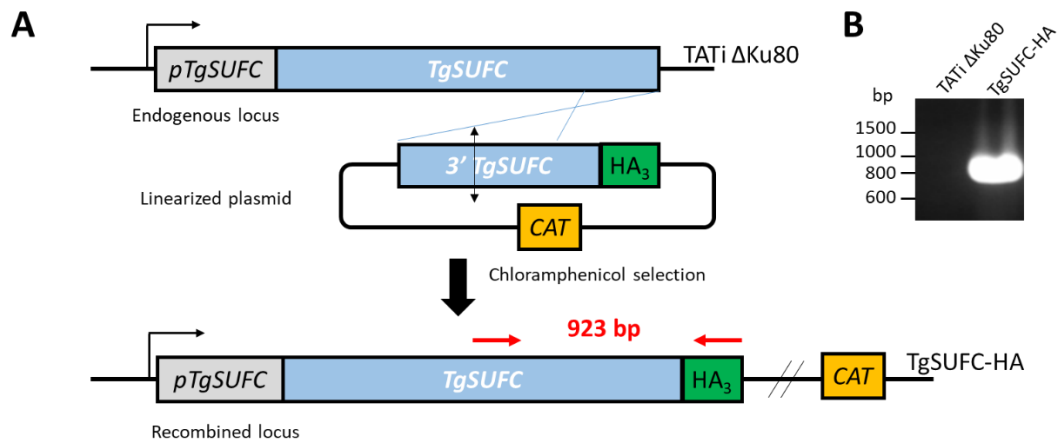 A
pTgSUFC TgSUFC TATi ΔKu80
Endogenous locus
3’ TgSUFC HA3
Linearized plasmid
CAT
Chloramphenicol selection
923 bp
pTgSUFC TgSUFC HA3 CAT TgSUFC-HA
Recombined locus
B
TATi ΔKu80
TgSUFC-HA
bp
1500
1000
800
600